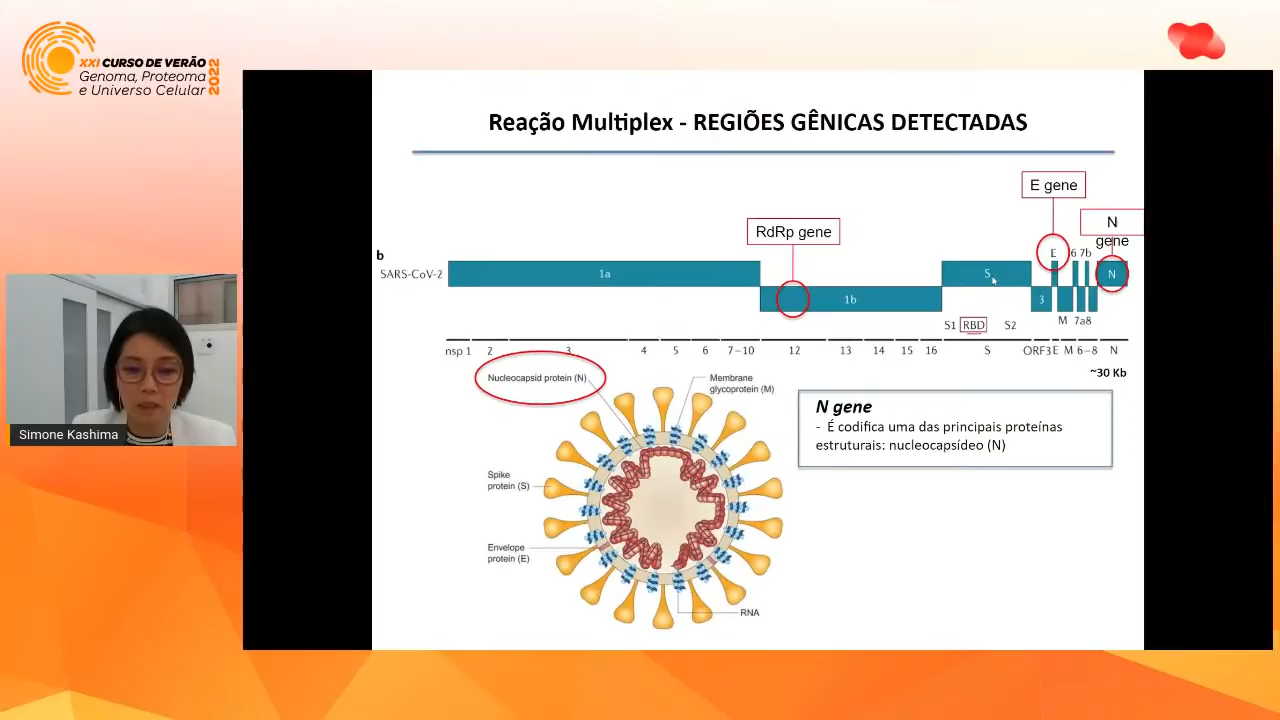 XXI CURSO DE VERÃO
Genoma, Proteoma
e Universo Celular
2022
Reação Multiplex - REGIÕES GÊNICAS DETECTADAS
E gene
N
gene
RdRp gene
b
E
6 7b
SARS-CoV-2
1a
S
N
1b
3
M
7a8
S1
RBD
S2
nsp 1
2
3
4
5
6
7–10
12
13
14
15
16
S
ORF3
E
M
6–8
N
~30 Kb
Nucleocapsid protein (N)
Membrane
glycoprotein (M)
N gene
- É codifica uma das principais proteínas
estruturais: nucleocapsídeo (N)
Simone Kashima
Spike
protein (S)
Envelope
protein (E)
RNA